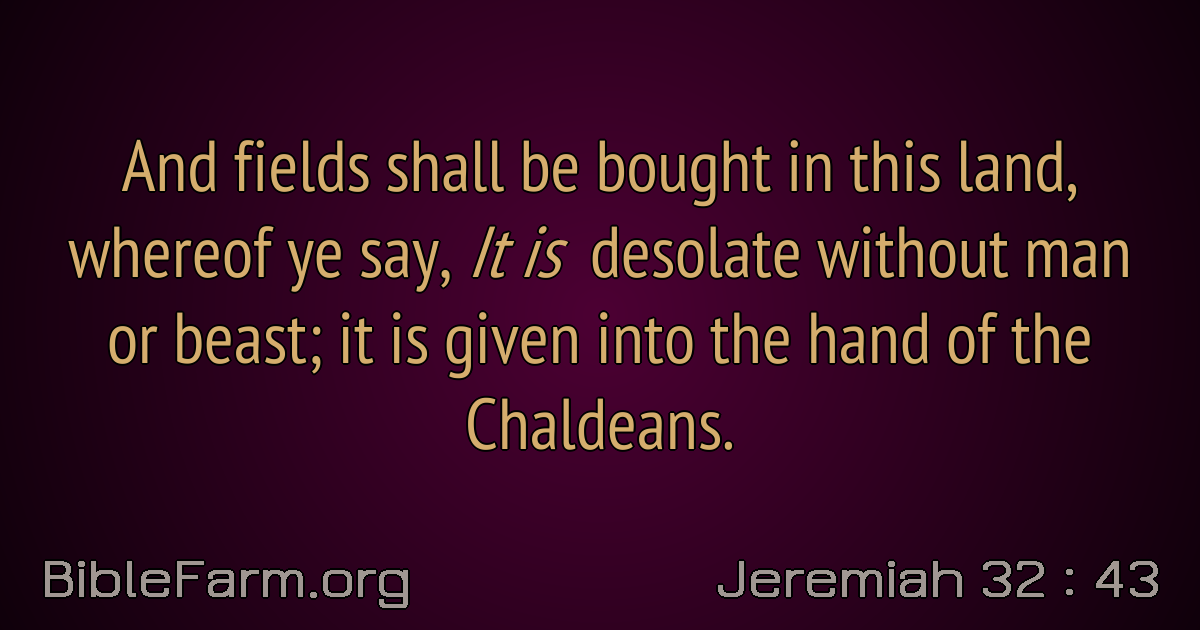 And fields shall be bought in this land,
whereof ye say, It is desolate without man
or beast; it is given into the hand of the
Chaldeans.
BibleFarm.org
Jeremiah 32 : 43